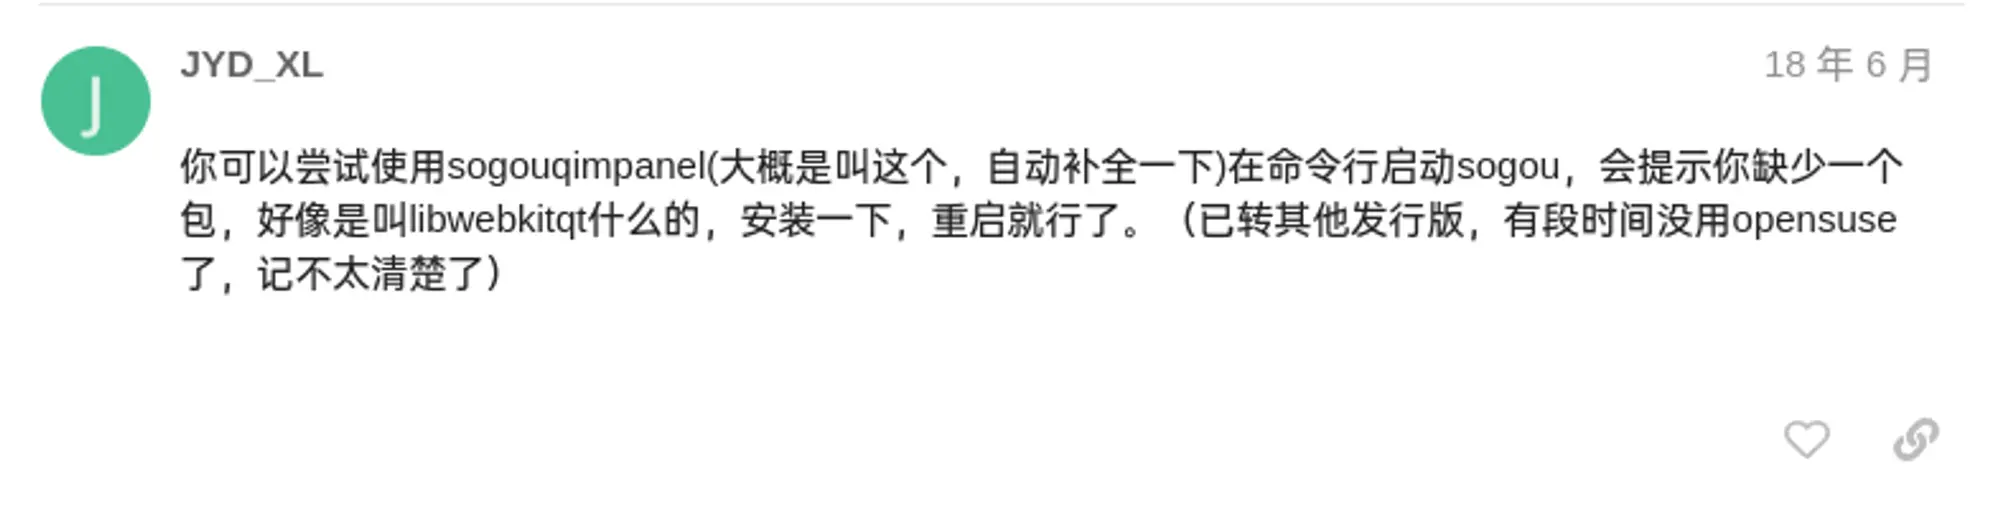 J
JYD_XL
18 年 6 月
你可以尝试使用sogouqimpanel(大概是叫这个，自动补全一下)在命令行启动sogou，会提示你缺少一个
包，好像是叫libwebkitqt什么的，安装一下，重启就行了。（已转其他发行版，有段时间没用opensuse
了，记不太清楚了）